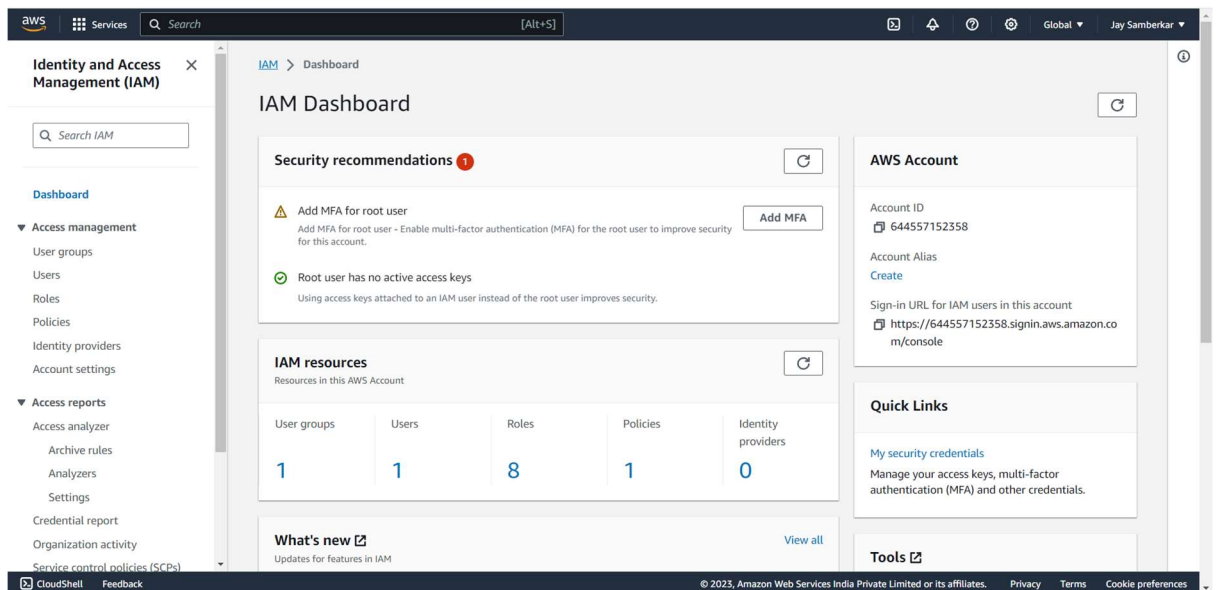 aws
Services
Search
[Alt+S]
Global ▼
Jay Samberkar ▼
Identity and Access
Management (IAM)
Search IAM
Dashboard
Access management
User groups
Users
Roles
Policies
Identity providers
Account settings
Access reports
Access analyzer
Archive rules
Analyzers
Settings
Credential report
Organization activity
Service control policies (SCPs)
IAM > Dashboard
IAM Dashboard
Security recommendations 1
Add MFA for root user
Add MFA for root user - Enable multi-factor authentication (MFA) for the root user to improve security
for this account.
Add MFA
Root user has no active access keys
Using access keys attached to an IAM user instead of the root user improves security.
IAM resources
Resources in this AWS Account
User groups
1
Users
1
Roles
8
Policies
1
Identity
providers
0
What's new
Updates for features in IAM
View all
AWS Account
Account ID
644557152358
Account Alias
Create
Sign-in URL for IAM users in this account
https://644557152358.signin.aws.amazon.co
m/console
Quick Links
My security credentials
Manage your access keys, multi-factor
authentication (MFA) and other credentials.
Tools
CloudShell
Feedback
© 2023, Amazon Web Services India Private Limited or its affiliates.
Privacy
Terms
Cookie preferences